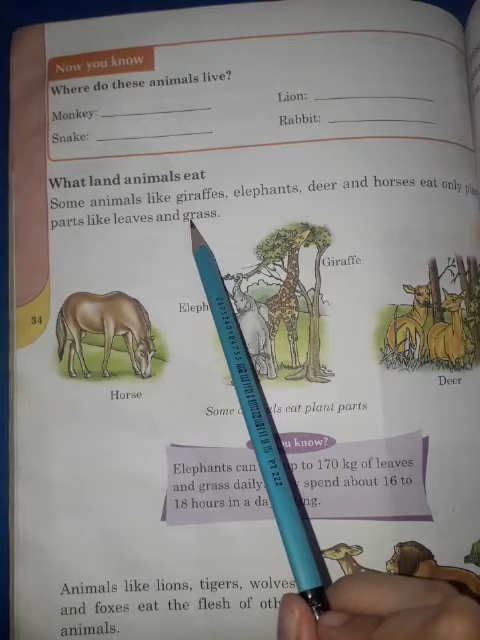 Now you know
Where do these animals live?
Monkey:
Lion:
Snake:
Rabbit:
What land animals eat
Some animals like giraffes, elephants, deer and horses eat only
parts like leaves and grass.
Giraffe
34
Horse
Deer
Some eat plant parts
know?
Elephants can to 170 kg of leaves
and grass daily. spend about 16 to
18 hours in a
Animals like lions, tigers, wolves
and foxes eat the flesh of
animals.